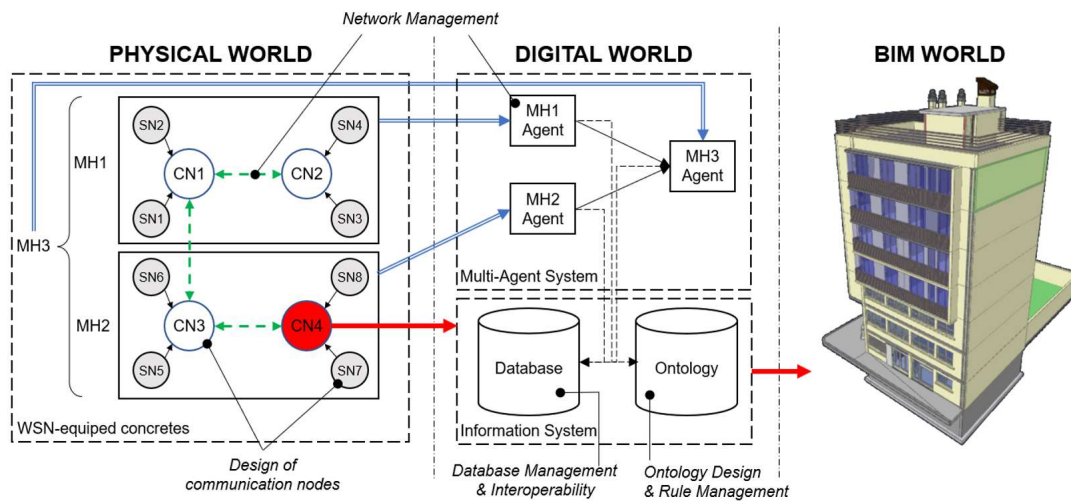 Network Management
PHYSICAL WORLD
DIGITAL WORLD
BIM WORLD
MH3
MH1
SN2
SN4
CN1
CN2
SN1
SN3
MH2
SN6
SN8
CN3
CN4
SN5
SN7
WSN-equiped concretes
MH1
Agent
MH3
Agent
MH2
Agent
Multi-Agent System
Database
Ontology
Information System
Design of
communication nodes
Database Management
& Interoperability
Ontology Design
& Rule Management